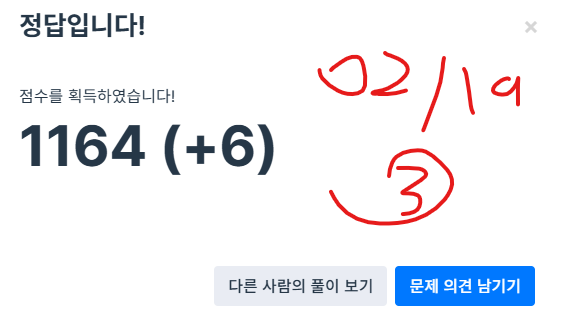 정답입니다!
×
02/19
점수를 획득하였습니다!
1164 (+6)
3
다른 사람의 풀이 보기
문제 의견 남기기